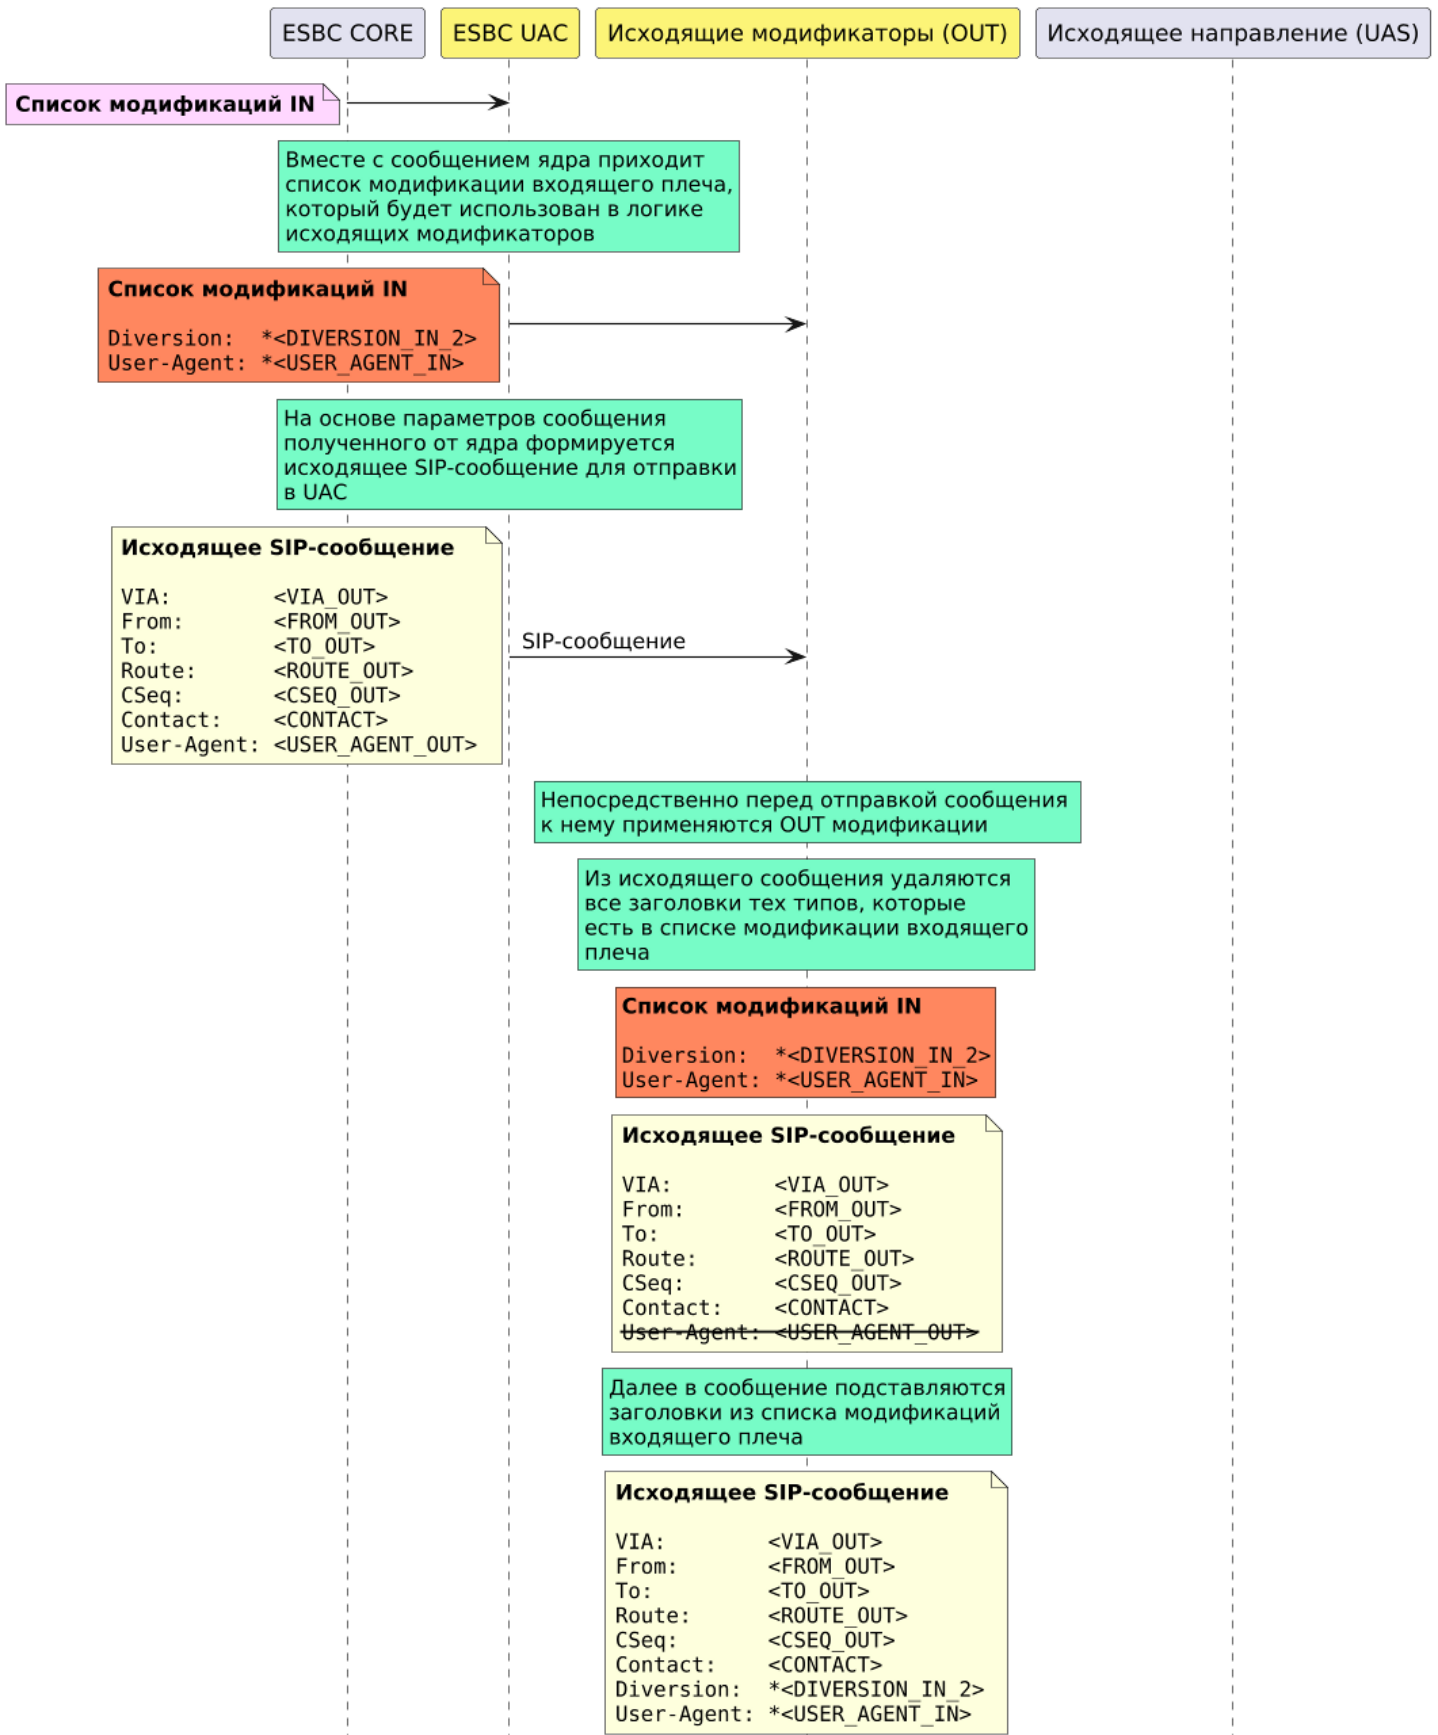 ESBC CORE
ESBC UAC
Исходящие модификаторы (OUT)
Исходящее направление (UAS)
Список модификаций IN
Вместе с сообщением ядра приходит
список модификации входящего плеча,
который будет использован в логике
исходящих модификаторов
Список модификаций IN
Diversion:  *<DIVERSION_IN_2>
User-Agent: *<USER_AGENT_IN>
На основе параметров сообщения
полученного от ядра формируется
исходящее SIP-сообщение для отправки
в UAC
Исходящее SIP-сообщение
VIA:        <VIA_OUT>
From:       <FROM_OUT>
To:         <TO_OUT>
Route:      <ROUTE_OUT>
CSeq:       <CSEQ_OUT>
Contact:    <CONTACT>
User-Agent: <USER_AGENT_OUT>
SIP-сообщение
Непосредственно перед отправкой сообщения
к нему применяются OUT модификации
Из исходящего сообщения удаляются
все заголовки тех типов, которые
есть в списке модификации входящего
плеча
Список модификаций IN
Diversion:  *<DIVERSION_IN_2>
User-Agent: *<USER_AGENT_IN>
Исходящее SIP-сообщение
VIA:        <VIA_OUT>
From:       <FROM_OUT>
To:         <TO_OUT>
Route:      <ROUTE_OUT>
CSeq:       <CSEQ_OUT>
Contact:    <CONTACT>
User-Agent: <USER_AGENT_OUT>
Далее в сообщение подставляются
заголовки из списка модификаций
входящего плеча
Исходящее SIP-сообщение
VIA:        <VIA_OUT>
From:       <FROM_OUT>
To:         <TO_OUT>
Route:      <ROUTE_OUT>
CSeq:       <CSEQ_OUT>
Contact:    <CONTACT>
Diversion:  *<DIVERSION_IN_2>
User-Agent: *<USER_AGENT_IN>